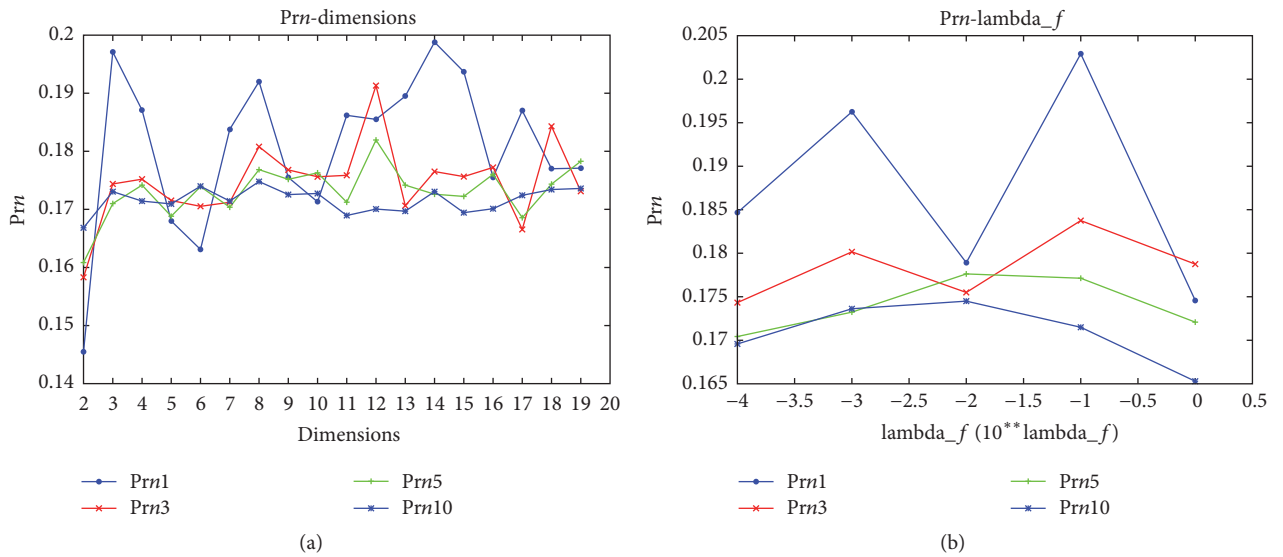 Prn-dimensions
0.2
0.19
0.18
0.17
0.16
0.15
0.14
Prn
2 3 4 5 6 7 8 9 10 11 12 13 14 15 16 17 18 19 20
Dimensions
Prn1
Prn3
Prn5
Prn10
(a)
Prn-lambda_f
0.205
0.2
0.195
0.19
0.185
0.18
0.175
0.17
0.165
Prn
−4 −3.5 −3 −2.5 −2 −1.5 −1 −0.5 0 0.5
lambda_f (10**lambda_f)
Prn1
Prn3
Prn5
Prn10
(b)